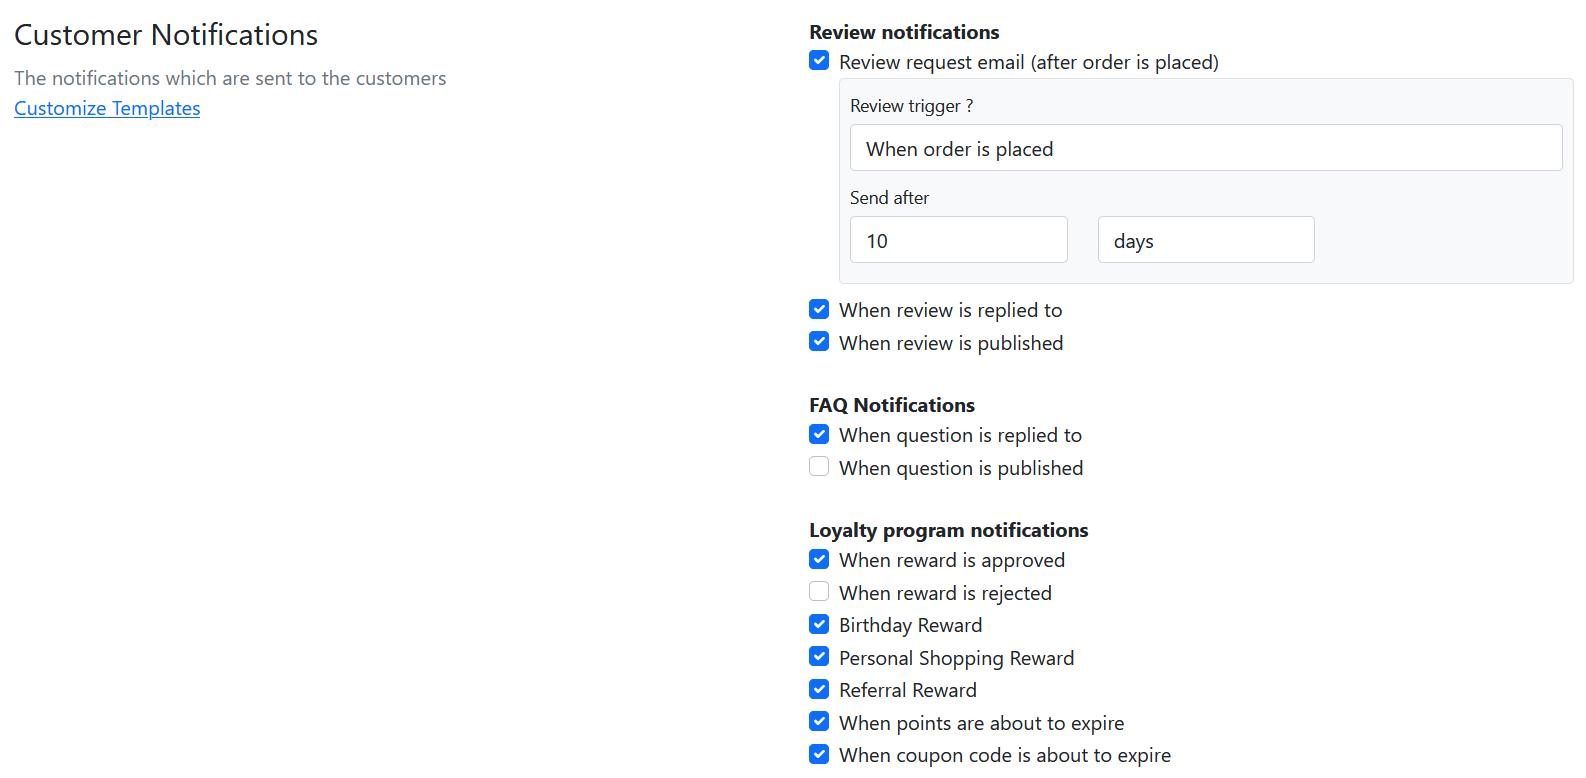 Customer Notifications
The notifications which are sent to the customers
Customize Templates
Review notifications
Review request email (after order is placed)
Review trigger ?
When order is placed
Send after
10 days
When review is replied to
When review is published
FAQ Notifications
When question is replied to
When question is published
Loyalty program notifications
When reward is approved
When reward is rejected
Birthday Reward
Personal Shopping Reward
Referral Reward
When points are about to expire
When coupon code is about to expire